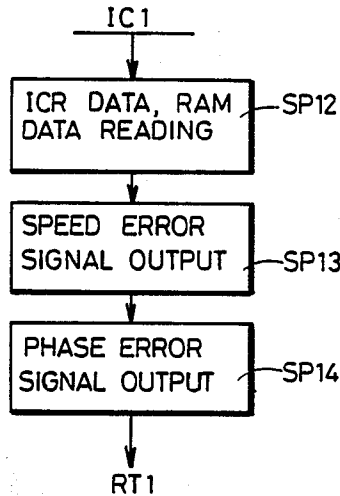 IC1
ICR DATA, RAM
DATA READING
SP12
SPEED ERROR
SIGNAL OUTPUT
SP13
PHASE ERROR
SIGNAL OUTPUT
SP14
RT1